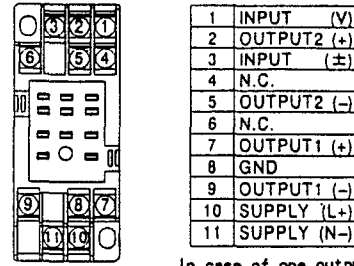 3 2 1
6 5 4
9 8 7
11 10
1 INPUT (V)
2 OUTPUT2 (+)
3 INPUT (±)
4 N.C.
5 OUTPUT2 (−)
6 N.C.
7 OUTPUT1 (+)
8 GND
9 OUTPUT1 (−)
10 SUPPLY (L+)
11 SUPPLY (N−)
In case of one output